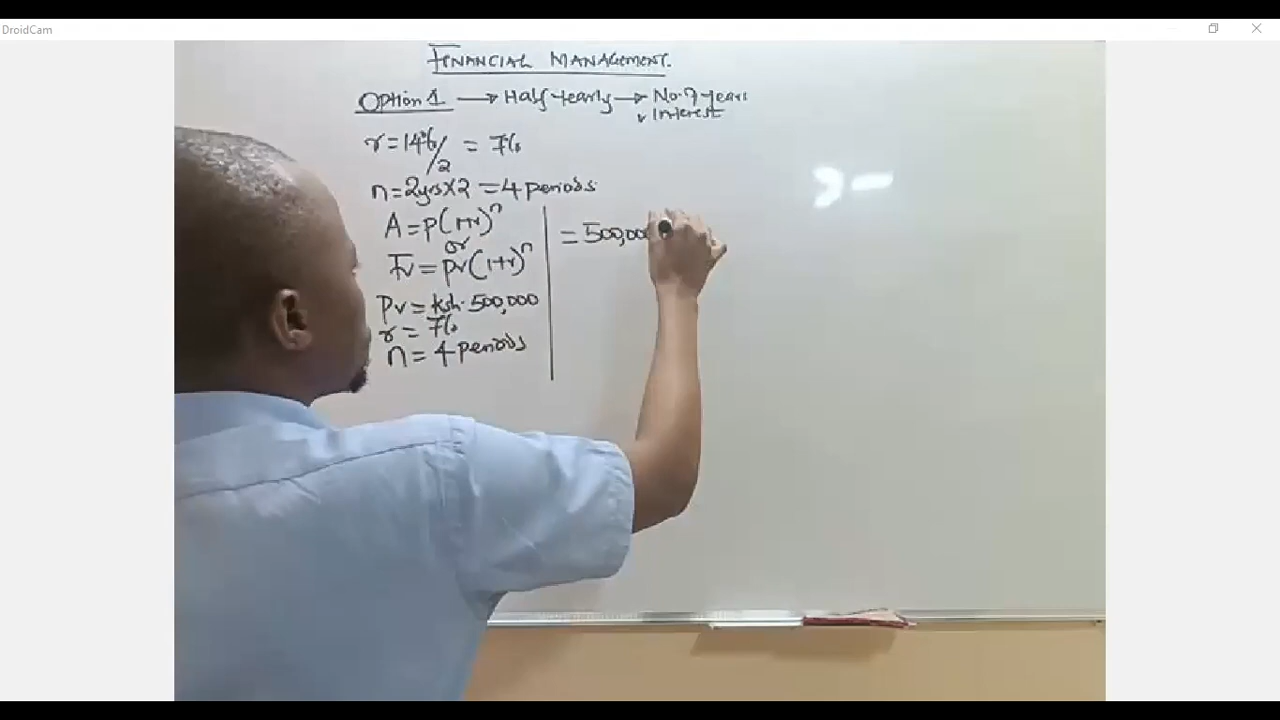 DroidCam
FINANCIAL MANAGEMENT.
Option 1 → Half yearly → No. of years
Interest
r = 14%/2 = 7%
n = 2yrs x 2 = 4 periods
A = p(1+r)^n
or
Fv = pv(1+r)^n
Pv = ksh. 500,000
r = 7%
n = 4 periods
= 500,000